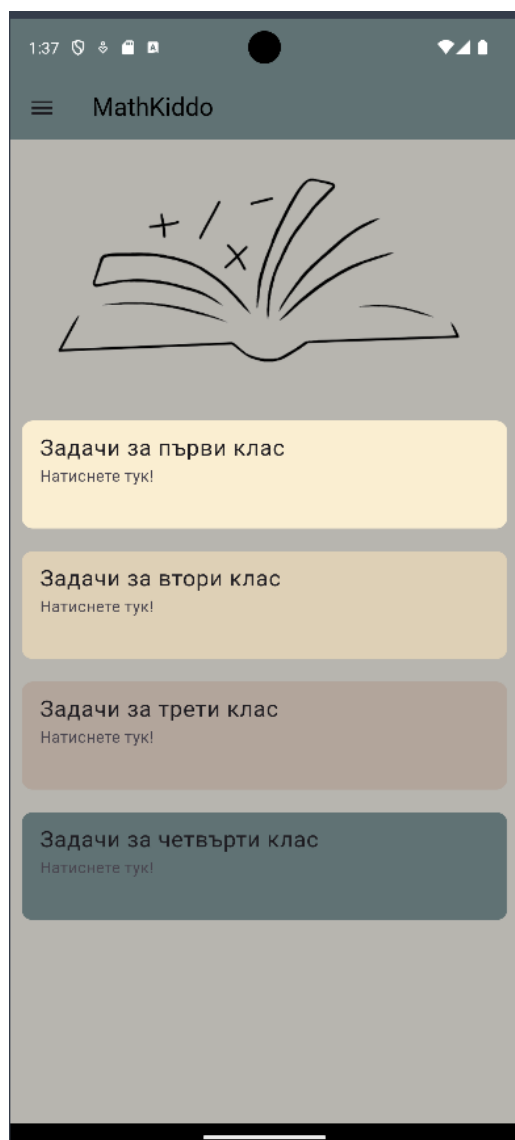 1:37
MathKiddo
+ / -
×
Задачи за първи клас
Натиснете тук!
Задачи за втори клас
Натиснете тук!
Задачи за трети клас
Натиснете тук!
Задачи за четвърти клас
Натиснете тук!